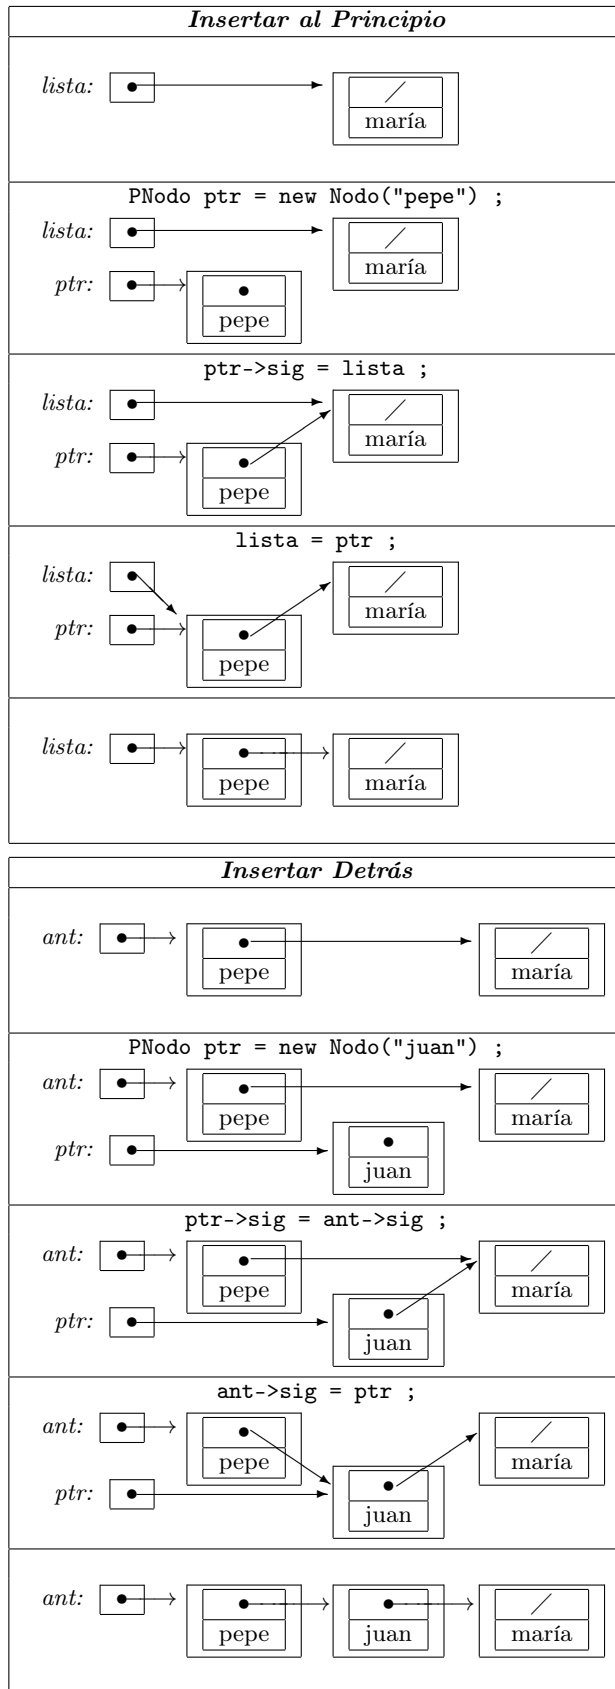 Insertar al Principio
lista:
maría
PNodo ptr = new Nodo("pepe") ;
lista:
maría
ptr:
pepe
ptr->sig = lista ;
lista:
maría
ptr:
pepe
lista = ptr ;
lista:
maría
ptr:
pepe
lista:
pepe maría
Insertar Detrás
ant:
pepe maría
PNodo ptr = new Nodo("juan") ;
ant:
pepe maría
ptr:
juan
ptr->sig = ant->sig ;
ant:
pepe maría
ptr:
juan
ant->sig = ptr ;
ant:
pepe maría
ptr:
juan
ant:
pepe juan maría